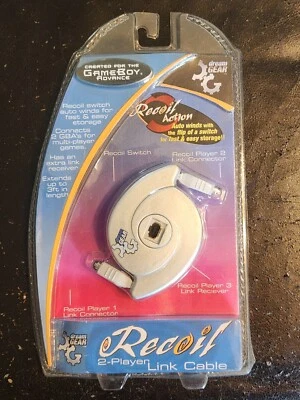 CREATED FOR THE
GAMEBOY.
ADVANCE
dream
GEAR
Recoil switch
auto winds for
fast & easy
storage
Connects
2 GBA's for
multi-player
games.
Has an
extra link
receiver
Extends
up to
3ft in
length
Recoil
Action
Auto winds with
the flip of a switch
for fast & easy storage!!
Recoil Switch
Recoil Player 2
Link Connector
Recoil Player 3
Link Receiver
Recoil Player 1
Link Connector
dream
GEAR
Recoil
2-Player
Link Cable